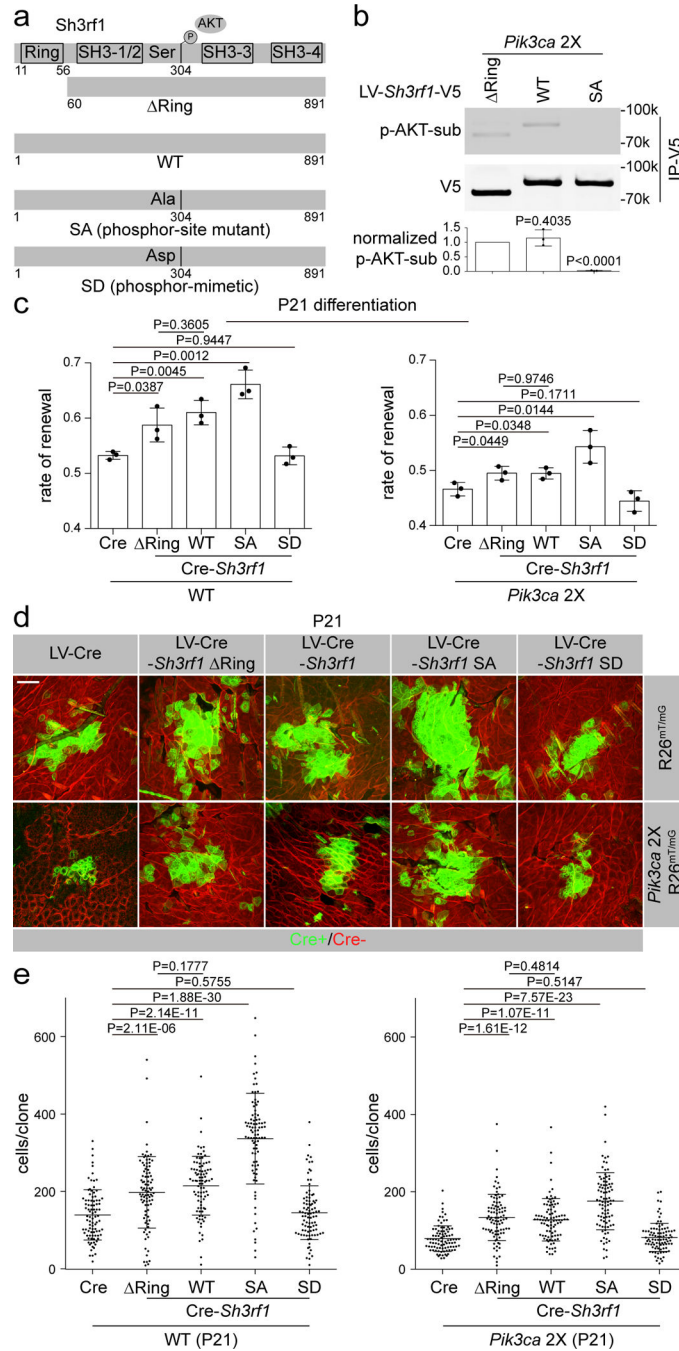 a
Sh3rf1
AKT
P
Ring SH3-1/2 Ser SH3-3 SH3-4
11 56 304
60 891
ΔRing
1 891
WT
Ala
1 304 891
SA (phosphor-site mutant)
Asp
1 304 891
SD (phosphor-mimetic)
b
Pik3ca 2X
LV-Sh3rf1-V5
ΔRing WT SA
p-AKT-sub
-100k
-70k
V5
-100k
-70k
IP-V5
normalized
p-AKT-sub
1.5
1.0
0.5
0.0
P=0.4035
P<0.0001
c
P21 differentiation
P=0.3605
P=0.9447
P=0.0012
P=0.0045
P=0.0387
rate of renewal
0.7
0.6
0.5
0.4
Cre ΔRing WT SA SD
Cre-Sh3rf1
WT
P=0.9746
P=0.1711
P=0.0144
P=0.0348
P=0.0449
rate of renewal
0.7
0.6
0.5
0.4
Cre ΔRing WT SA SD
Cre-Sh3rf1
Pik3ca 2X
d
P21
LV-Cre
LV-Cre
-Sh3rf1 ΔRing
LV-Cre
-Sh3rf1
LV-Cre
-Sh3rf1 SA
LV-Cre
-Sh3rf1 SD
R26mT/mG
Pik3ca 2X
R26mT/mG
Cre+/Cre-
e
P=0.1777
P=0.5755
P=1.88E-30
P=2.14E-11
P=2.11E-06
cells/clone
600
400
200
0
Cre ΔRing WT SA SD
Cre-Sh3rf1
WT (P21)
P=0.4814
P=0.5147
P=7.57E-23
P=1.07E-11
P=1.61E-12
cells/clone
600
400
200
0
Cre ΔRing WT SA SD
Cre-Sh3rf1
Pik3ca 2X (P21)